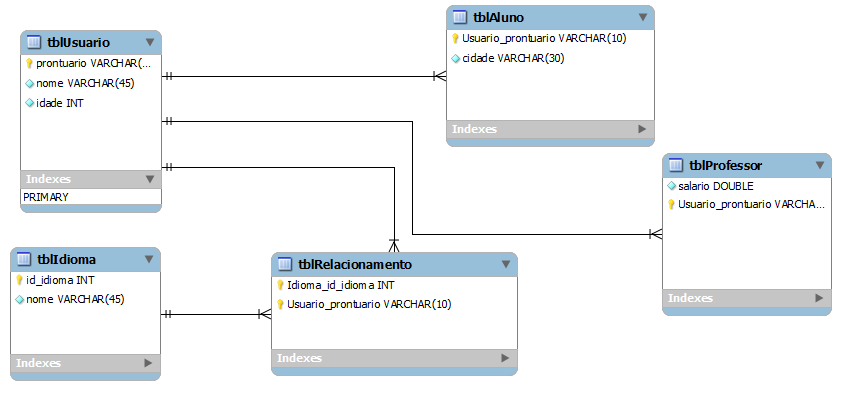 tblUsuario
prontuario VARCHAR(...
nome VARCHAR(45)
idade INT
Indexes
PRIMARY
tblAluno
Usuario_prontuario VARCHAR(10)
cidade VARCHAR(30)
Indexes
tblProfessor
salario DOUBLE
Usuario_prontuario VARCHA...
Indexes
tblIdioma
id_idioma INT
nome VARCHAR(45)
Indexes
tblRelacionamento
Idioma_id_idioma INT
Usuario_prontuario VARCHAR(10)
Indexes